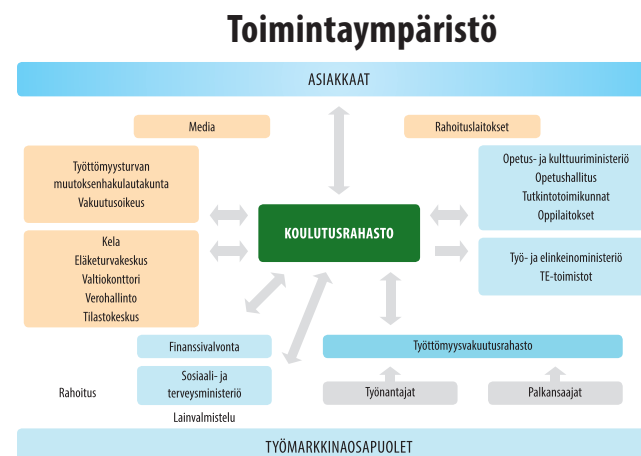 Toimintaympäristö
ASIAKKAAT
Media
Rahoituslaitokset
Työttömyysturvan
muutoksenhakulautakunta
Vakuutusoikeus
Opetus- ja kulttuuriministeriö
Opetushallitus
Tutkintotoimikunnat
Oppilaitokset
KOULUTUSRAHASTO
Kela
Eläketurvakeskus
Valtiokonttori
Verohallinto
Tilastokeskus
Työ- ja elinkeinoministeriö
TE-toimistot
Finanssivalvonta
Työttömyysvakuutusrahasto
Rahoitus
Sosiaali- ja
terveysministeriö
Työnantajat
Palkansaajat
Lainvalmistelu
TYÖMARKKINAOSAPUOLET